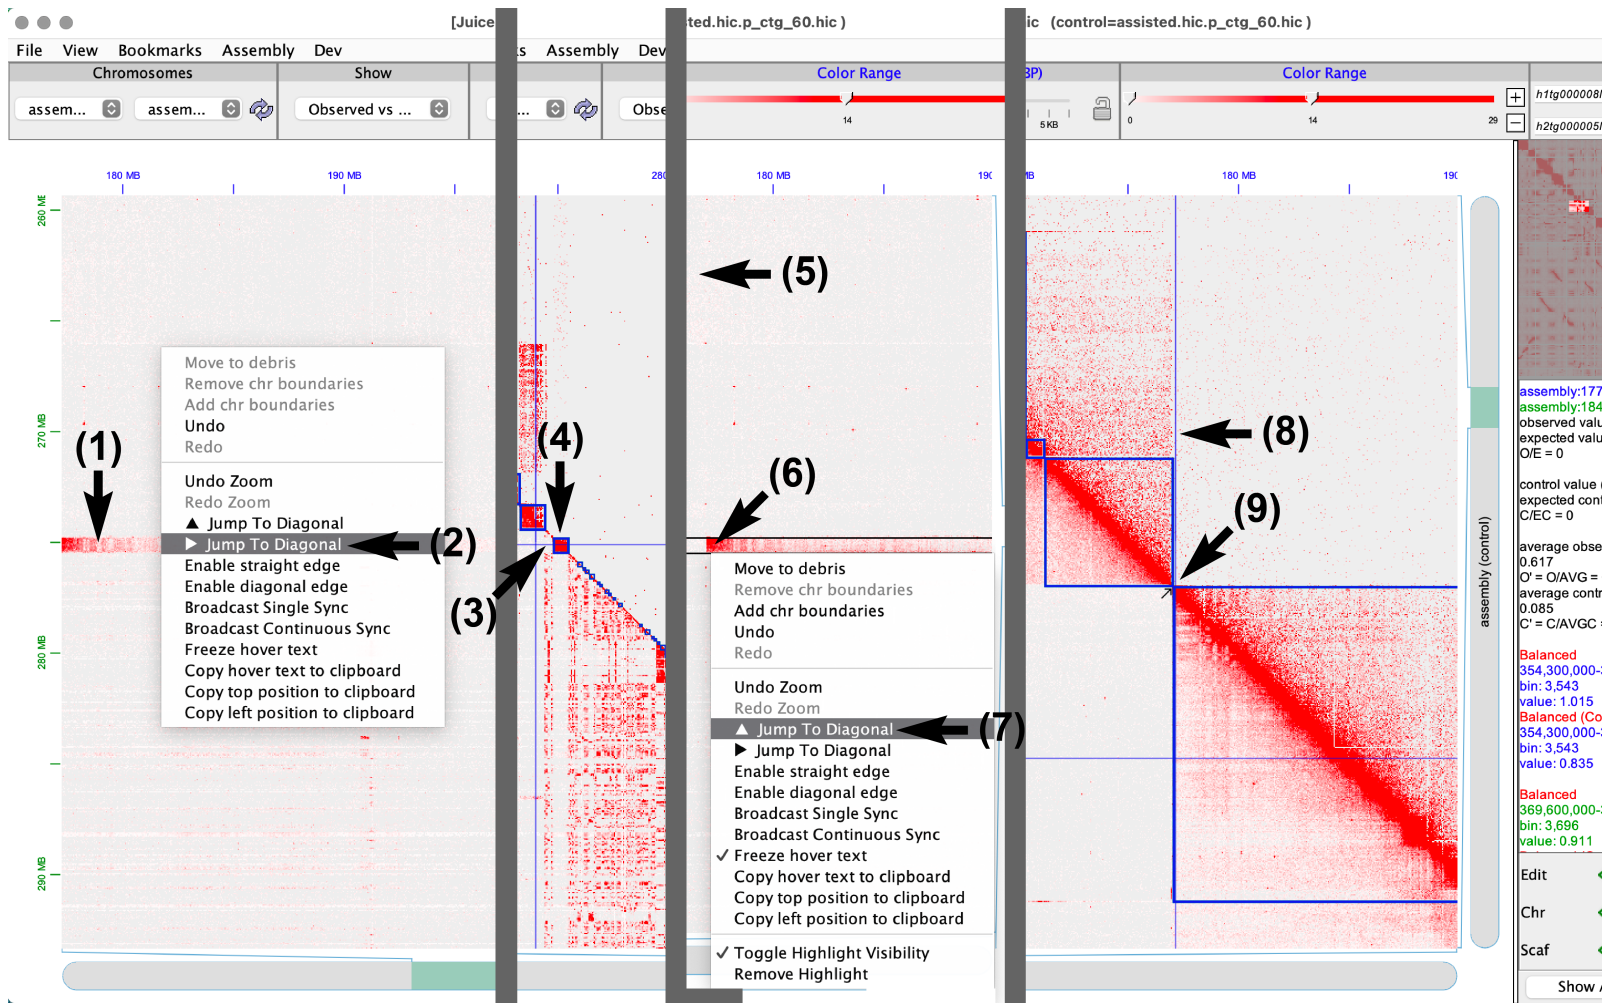 [Juice
sted.hic.p_ctg_60.hic )
ic (control=assisted.hic.p_ctg_60.hic )
File View Bookmarks Assembly Dev
s Assembly Dev
Chromosomes Show
Color Range
BP)
Color Range
assem... assem... Observed vs ...
... Obse
14
5 KB
0 14 29
+
−
h1tg000008l
h2tg000005l
180 MB 190 MB
280
180 MB 190
MB 180 MB 190
260 MB
270 MB
280 MB
290 MB
(1)
Move to debris
Remove chr boundaries
Add chr boundaries
Undo
Redo
Undo Zoom
Redo Zoom
▲ Jump To Diagonal
▶ Jump To Diagonal
Enable straight edge
Enable diagonal edge
Broadcast Single Sync
Broadcast Continuous Sync
Freeze hover text
Copy hover text to clipboard
Copy top position to clipboard
Copy left position to clipboard
(2)
(3)
(4)
(5)
(6)
Move to debris
Remove chr boundaries
Add chr boundaries
Undo
Redo
Undo Zoom
Redo Zoom
▲ Jump To Diagonal
▶ Jump To Diagonal
Enable straight edge
Enable diagonal edge
Broadcast Single Sync
Broadcast Continuous Sync
✓ Freeze hover text
Copy hover text to clipboard
Copy top position to clipboard
Copy left position to clipboard
✓ Toggle Highlight Visibility
Remove Highlight
(7)
(8)
(9)
assembly (control)
assembly:177
assembly:184
observed valu
expected valu
O/E = 0
control value (
expected cont
C/EC = 0
average obse
0.617
O' = O/AVG =
average contr
0.085
C' = C/AVGC =
Balanced
354,300,000-3
bin: 3,543
value: 1.015
Balanced (Co
354,300,000-3
bin: 3,543
value: 0.835
Balanced
369,600,000-3
bin: 3,696
value: 0.911
Edit
Chr
Scaf
Show A